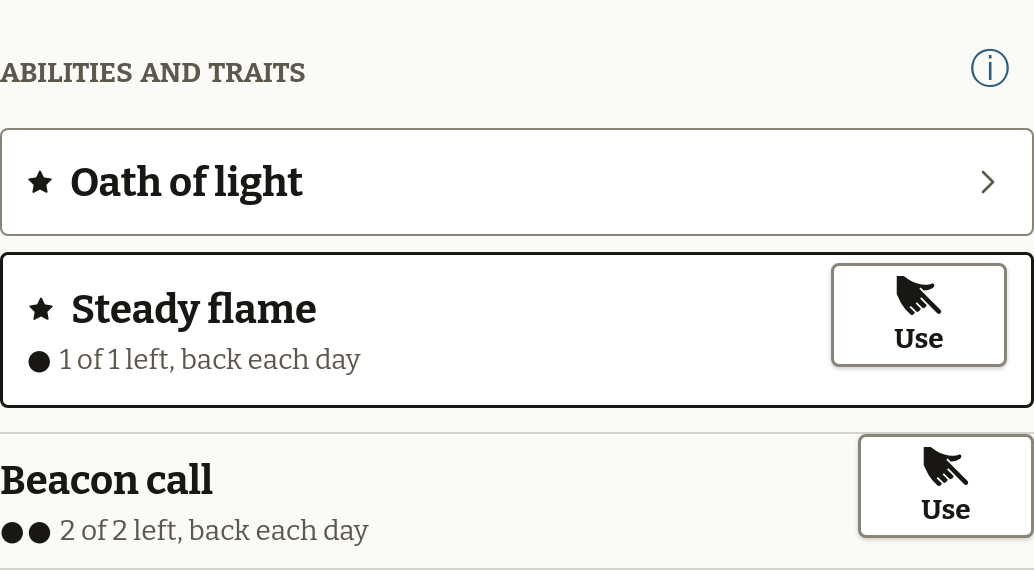 ABILITIES AND TRAITS
Oath of light
Steady flame
1 of 1 left, back each day
Use
Beacon call
2 of 2 left, back each day
Use